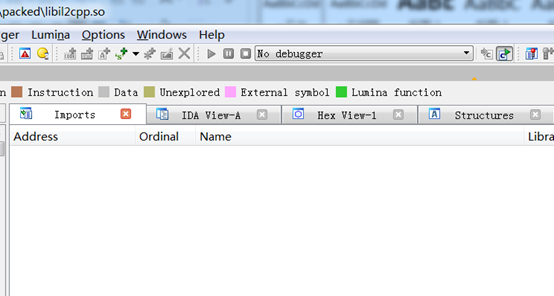 \packed\libil2cpp.so
ger Lumina Options Windows Help
No debugger
n Instruction Data Unexplored External symbol Lumina function
Imports IDA View-A Hex View-1 Structures
Address Ordinal Name Libra